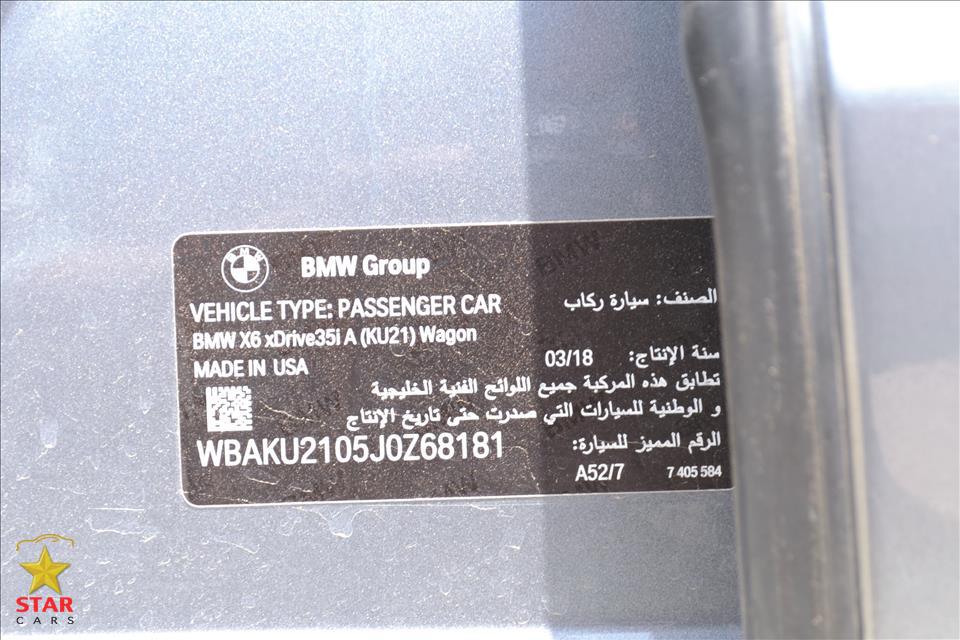 BMW
BMW Group
VEHICLE TYPE: PASSENGER CAR
الصنف: سيارة ركاب
BMW X6 xDrive35i A (KU21) Wagon
MADE IN USA
سنة الإنتاج: 03/18
تطابق هذه المركبة جميع اللوائح الفنية الخليجية
و الوطنية للسيارات التي صدرت حتى تاريخ الإنتاج
الرقم المميز للسيارة:
WBAKU2105J0Z68181
A52/7
7 405 584
STAR
CARS